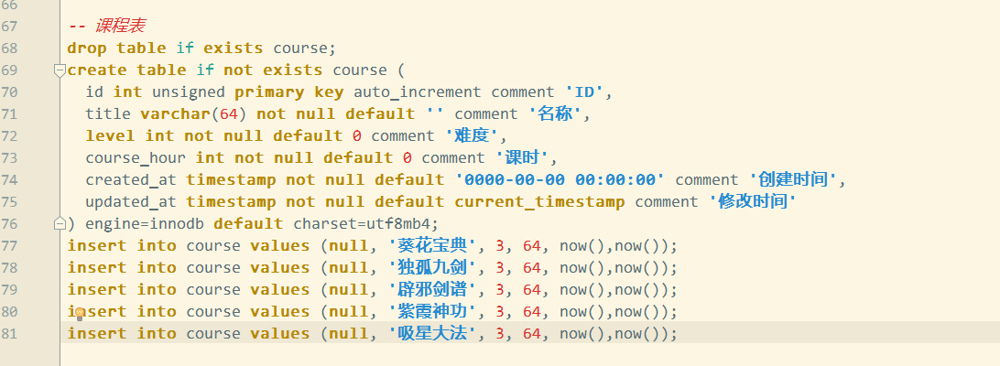 66
67 -- 课程表
68 drop table if exists course;
69 create table if not exists course (
70   id int unsigned primary key auto_increment comment 'ID',
71   title varchar(64) not null default '' comment '名称',
72   level int not null default 0 comment '难度',
73   course_hour int not null default 0 comment '课时',
74   created_at timestamp not null default '0000-00-00 00:00:00' comment '创建时间',
75   updated_at timestamp not null default current_timestamp comment '修改时间'
76 ) engine=innodb default charset=utf8mb4;
77 insert into course values (null, '葵花宝典', 3, 64, now(),now());
78 insert into course values (null, '独孤九剑', 3, 64, now(),now());
79 insert into course values (null, '辟邪剑谱', 3, 64, now(),now());
80 insert into course values (null, '紫霞神功', 3, 64, now(),now());
81 insert into course values (null, '吸星大法', 3, 64, now(),now());